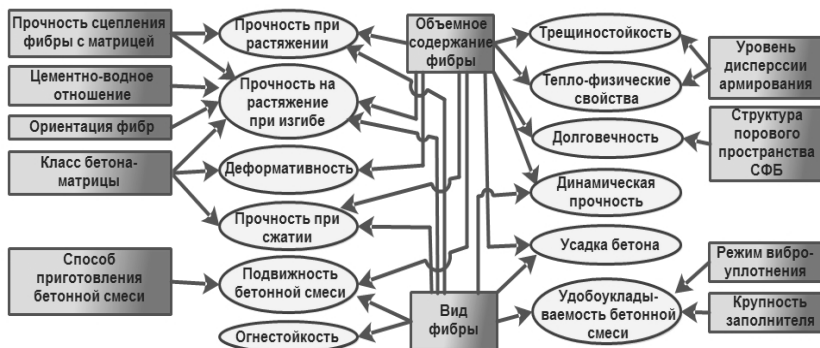 Прочность сцепления
фибры с матрицей
Цементно-водное
отношение
Ориентация фибр
Класс бетона-
матрицы
Способ
приготовления
бетонной смеси
Прочность при
растяжении
Прочность на
растяжение
при изгибе
Деформативность
Прочность при
сжатии
Подвижность
бетонной смеси
Огнестойкость
Объемное
содержание
фибры
Вид
фибры
Трещиностойкость
Тепло-физические
свойства
Долговечность
Динамическая
прочность
Усадка бетона
Удобоуклады-
ваемость бетонной
смеси
Уровень
дисперссии
армирования
Структура
порового
пространства
СФБ
Режим вибро-
уплотнения
Крупность
заполнителя